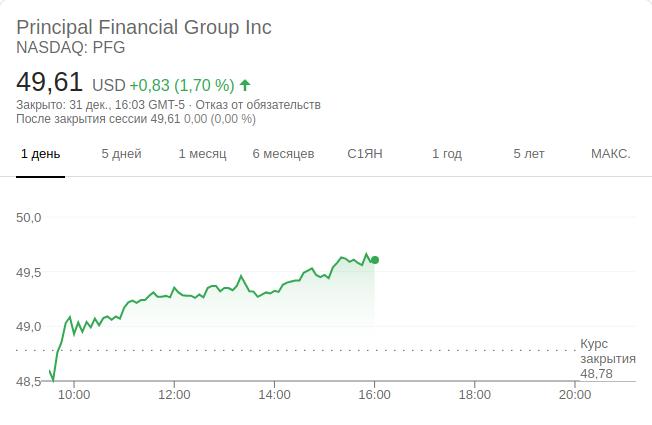 Principal Financial Group Inc
NASDAQ: PFG
49,61 USD +0,83 (1,70 %)
Закрыто: 31 дек., 16:03 GMT-5 · Отказ от обязательств
После закрытия сессии 49,61 0,00 (0,00 %)
1 день 5 дней 1 месяц 6 месяцев С1ЯН 1 год 5 лет МАКС.
50,0
49,5
49,0
Курс
закрытия
48,78
48,5
10:00 12:00 14:00 16:00 18:00 20:00